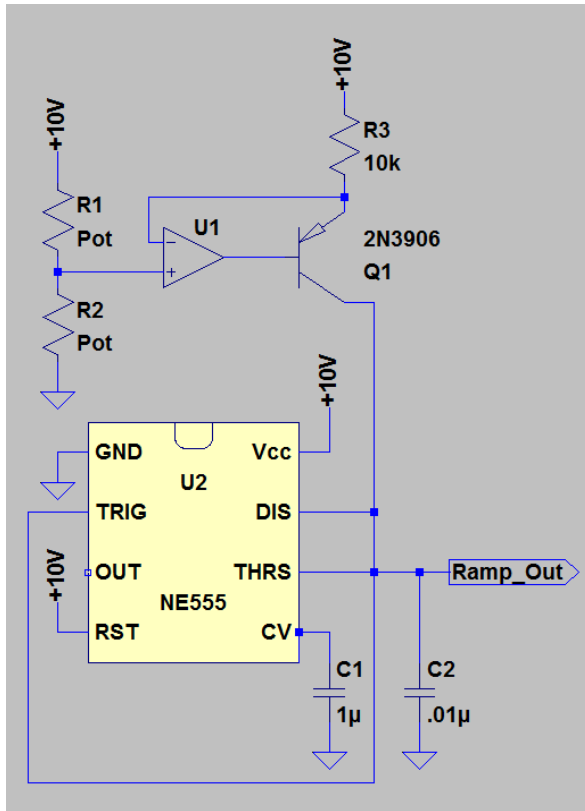 +10V
R3
10k
+10V
R1
Pot
U1
-
+
2N3906
Q1
R2
Pot
+10V
GND
Vcc
U2
TRIG
DIS
+10V
OUT
THRS
Ramp_Out
NE555
RST
CV
C1
1µ
C2
.01µ